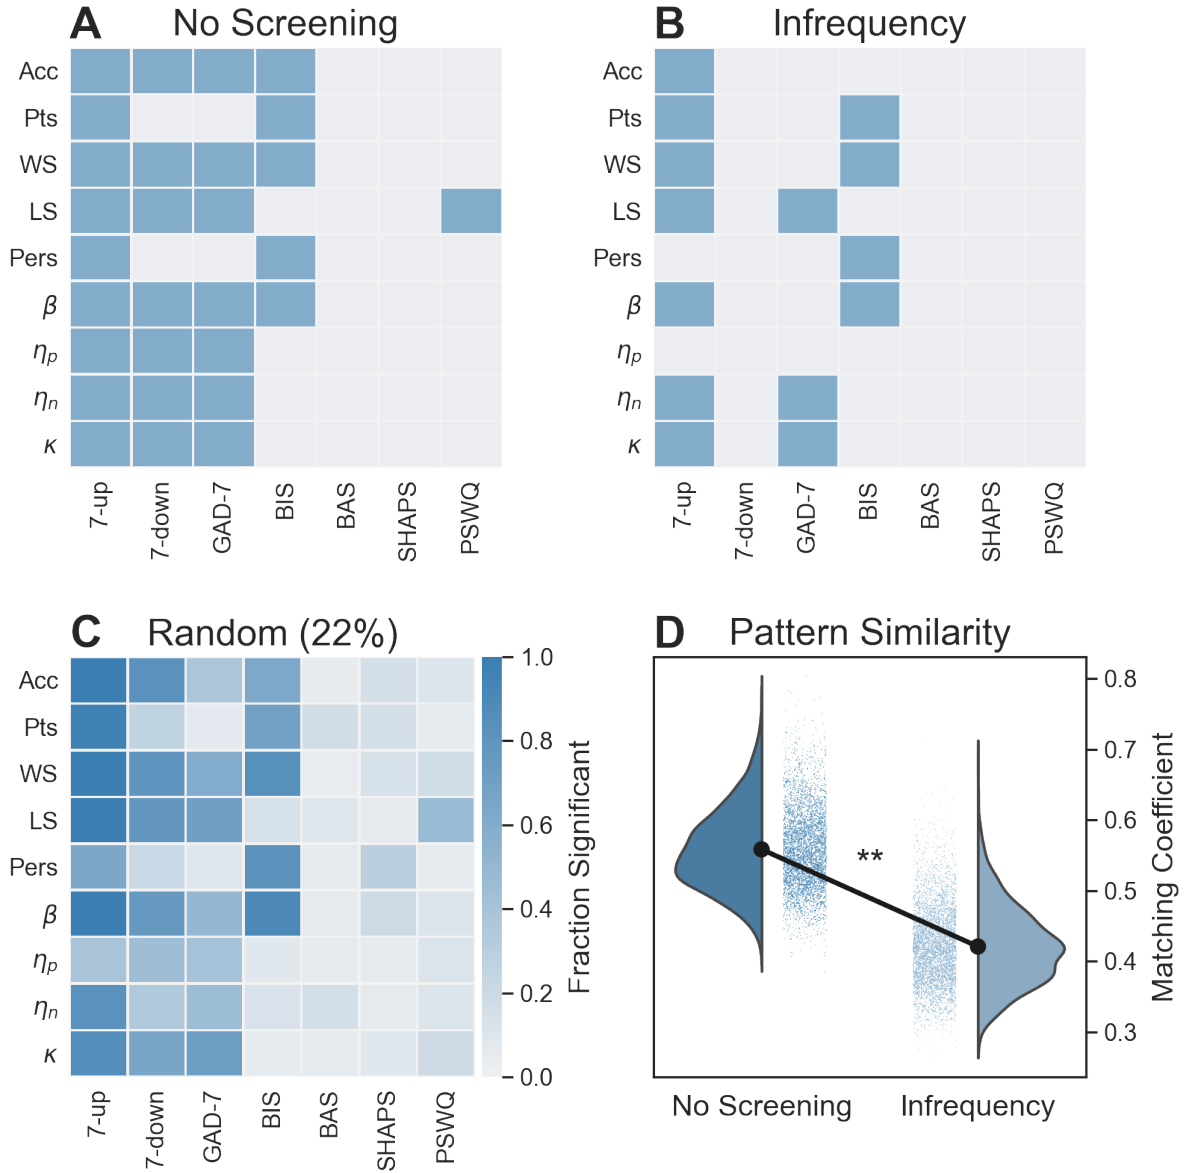 A No Screening
Acc
Pts
WS
LS
Pers
β
ηp
ηn
κ
7-up
7-down
GAD-7
BIS
BAS
SHAPS
PSWQ
B Infrequency
Acc
Pts
WS
LS
Pers
β
ηp
ηn
κ
7-up
7-down
GAD-7
BIS
BAS
SHAPS
PSWQ
C Random (22%)
Acc
Pts
WS
LS
Pers
β
ηp
ηn
κ
7-up
7-down
GAD-7
BIS
BAS
SHAPS
PSWQ
1.0
0.8
0.6
0.4
0.2
0.0
Fraction Significant
D Pattern Similarity
**
0.8
0.7
0.6
0.5
0.4
0.3
Matching Coefficient
No Screening
Infrequency